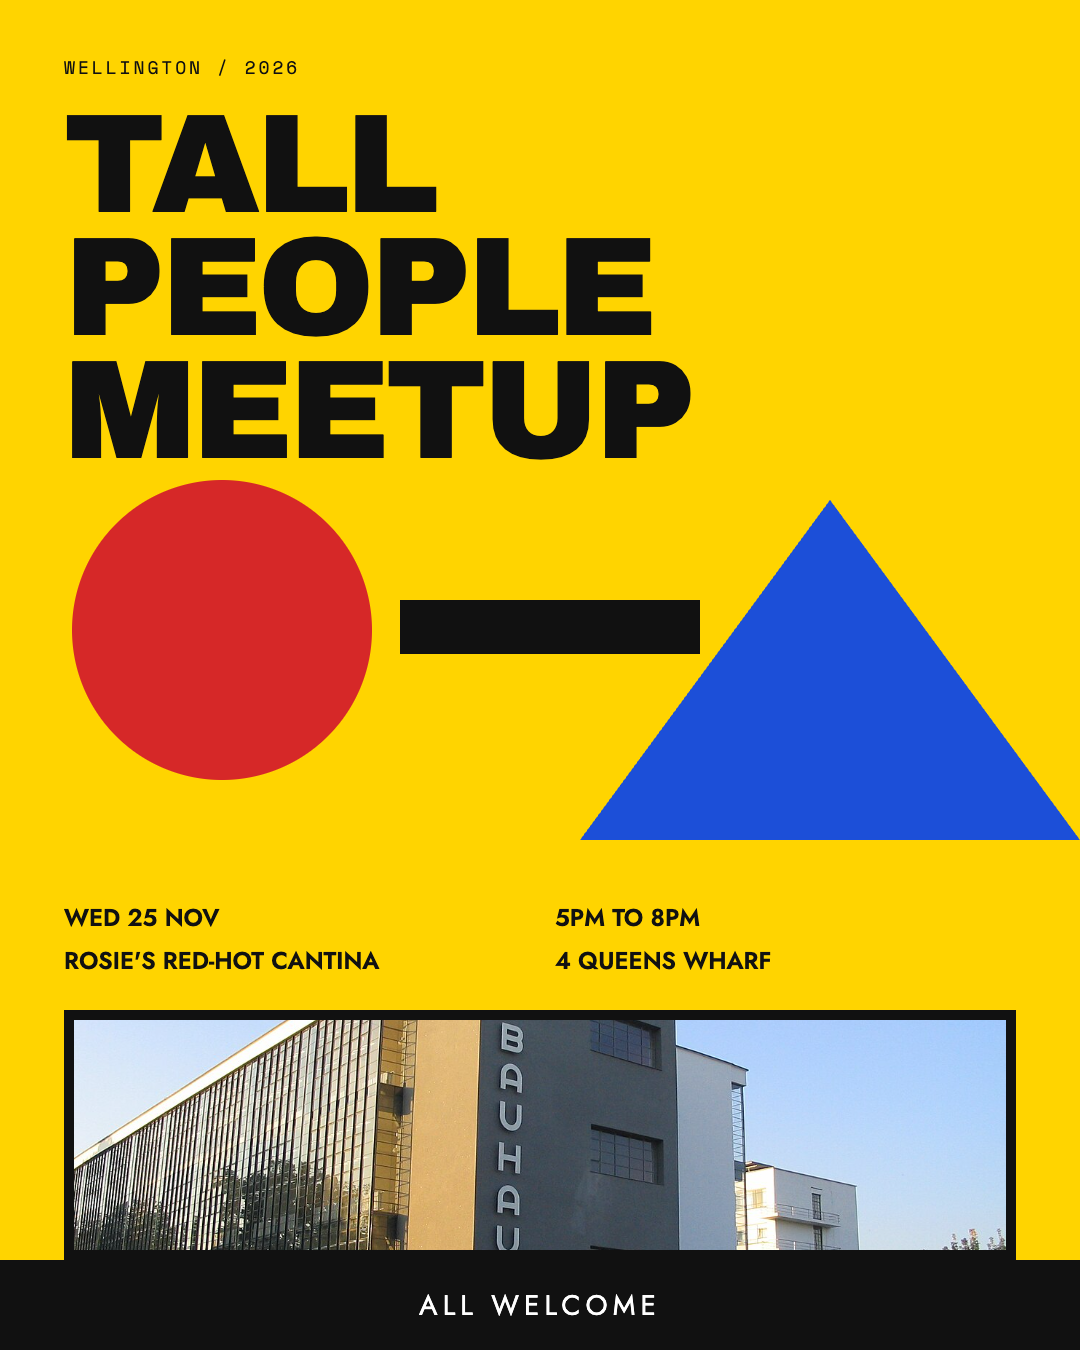 WELLINGTON / 2026
TALL
PEOPLE
MEETUP
WED 25 NOV
5PM TO 8PM
ROSIE'S RED-HOT CANTINA
4 QUEENS WHARF
BAUHAU
ALL WELCOME